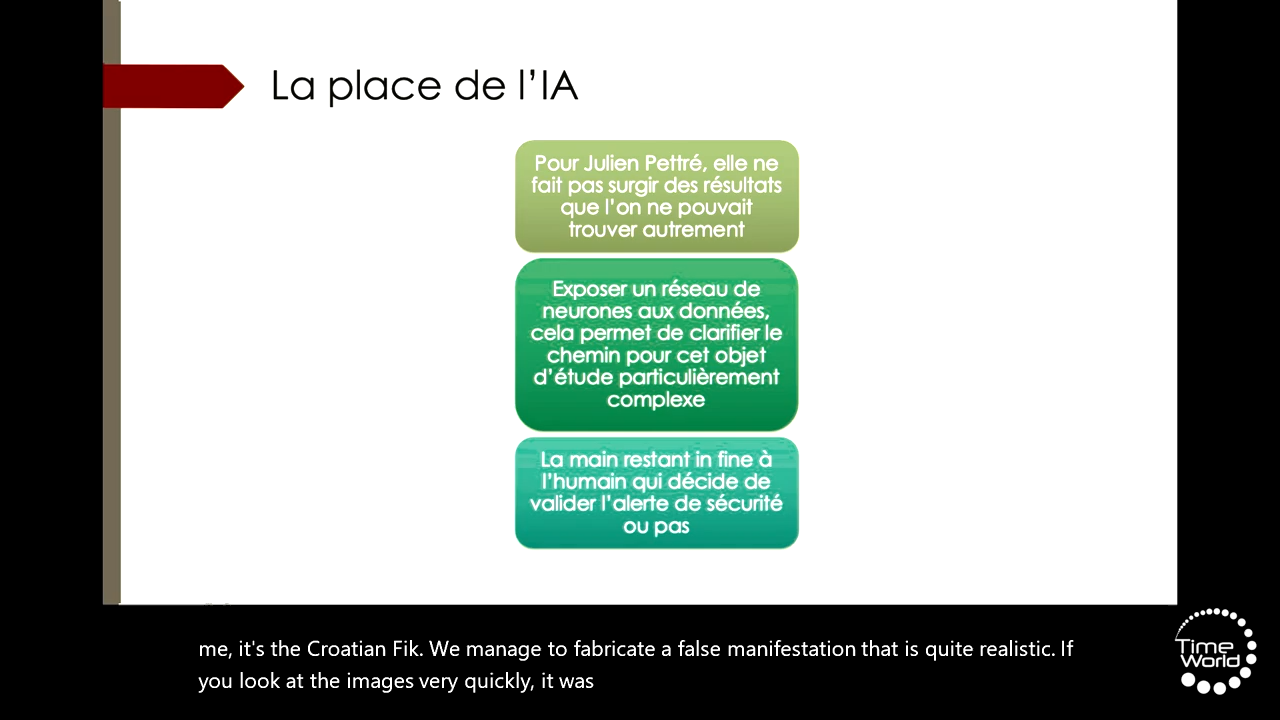 La place de l'IA
Pour Julien Pettré, elle ne
fait pas surgir des résultats
que l'on ne pouvait
trouver autrement
Exposer un réseau de
neurones aux données,
cela permet de clarifier le
chemin pour cet objet
d'étude particulièrement
complexe
La main restant in fine à
l'humain qui décide de
valider l'alerte de sécurité
ou pas
me, it's the Croatian Fik. We manage to fabricate a false manifestation that is quite realistic. If
you look at the images very quickly, it was
Time
World